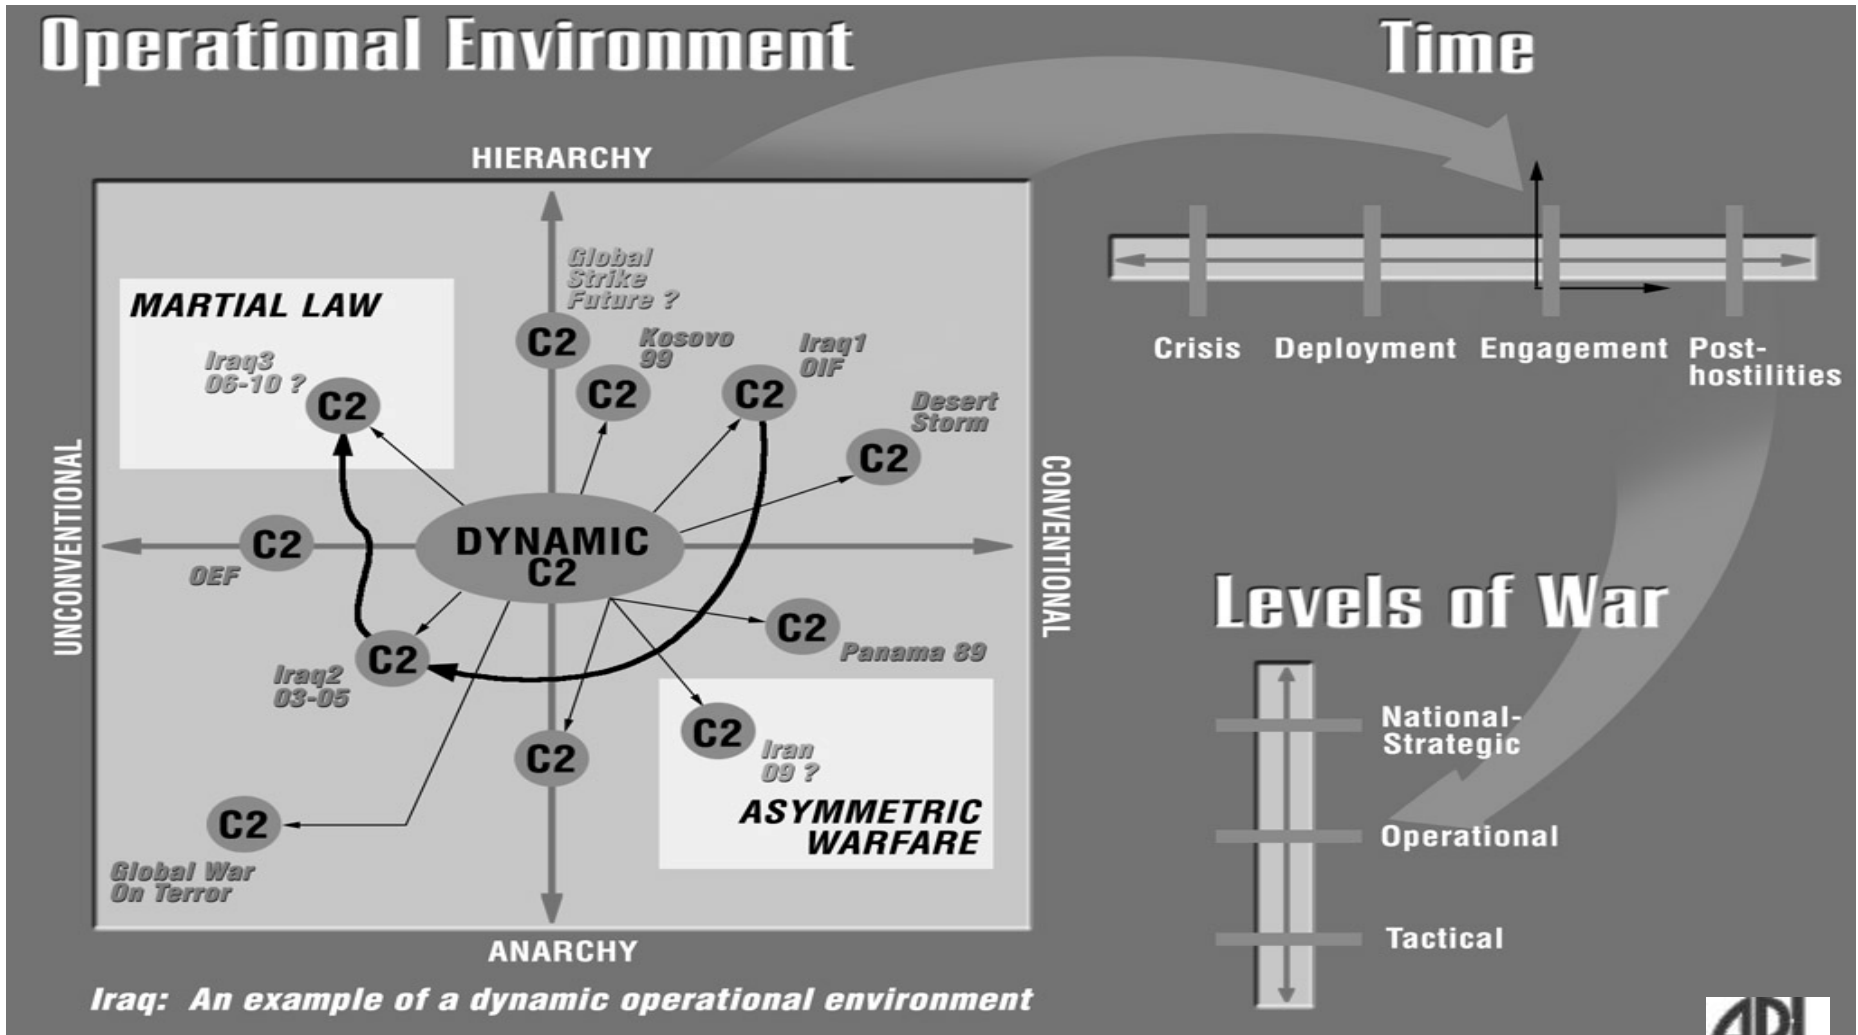 Operational Environment
Time
HIERARCHY
Global
Strike
Future ?
MARTIAL LAW
Iraq3
06-10 ?
C2
C2
Kosovo
99
C2
Iraq1
OIF
C2
Desert
Storm
C2
UNCONVENTIONAL
CONVENTIONAL
C2
OEF
DYNAMIC
C2
C2
Panama 89
C2
Iraq2
03-05
C2
C2
Iran
09 ?
ASYMMETRIC
WARFARE
C2
Global War
On Terror
ANARCHY
Iraq: An example of a dynamic operational environment
Crisis
Deployment
Engagement
Post-
hostilities
Levels of War
National-
Strategic
Operational
Tactical